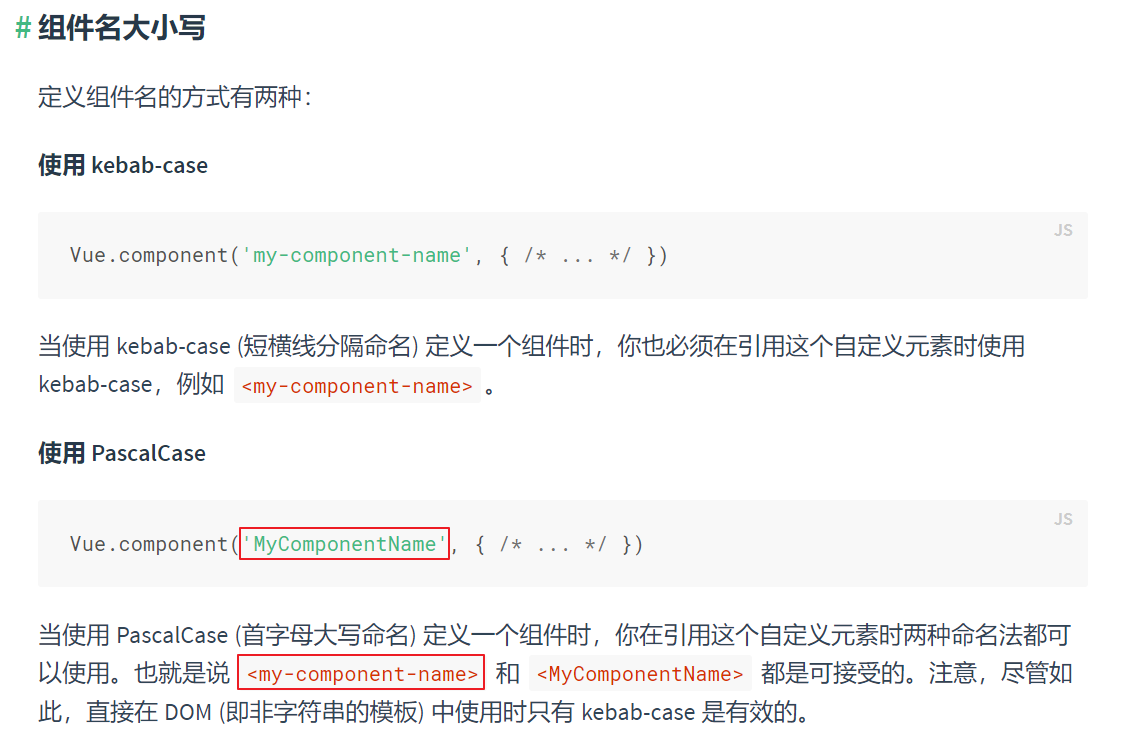 # 组件名大小写
定义组件名的方式有两种：
使用 kebab-case
JS
Vue.component('my-component-name', { /* ... */ })
当使用 kebab-case (短横线分隔命名) 定义一个组件时，你也必须在引用这个自定义元素时使用
kebab-case，例如 <my-component-name> 。
使用 PascalCase
JS
Vue.component('MyComponentName', { /* ... */ })
当使用 PascalCase (首字母大写命名) 定义一个组件时，你在引用这个自定义元素时两种命名法都可
以使用。也就是说 <my-component-name> 和 <MyComponentName> 都是可接受的。注意，尽管如
此，直接在 DOM (即非字符串的模板) 中使用时只有 kebab-case 是有效的。